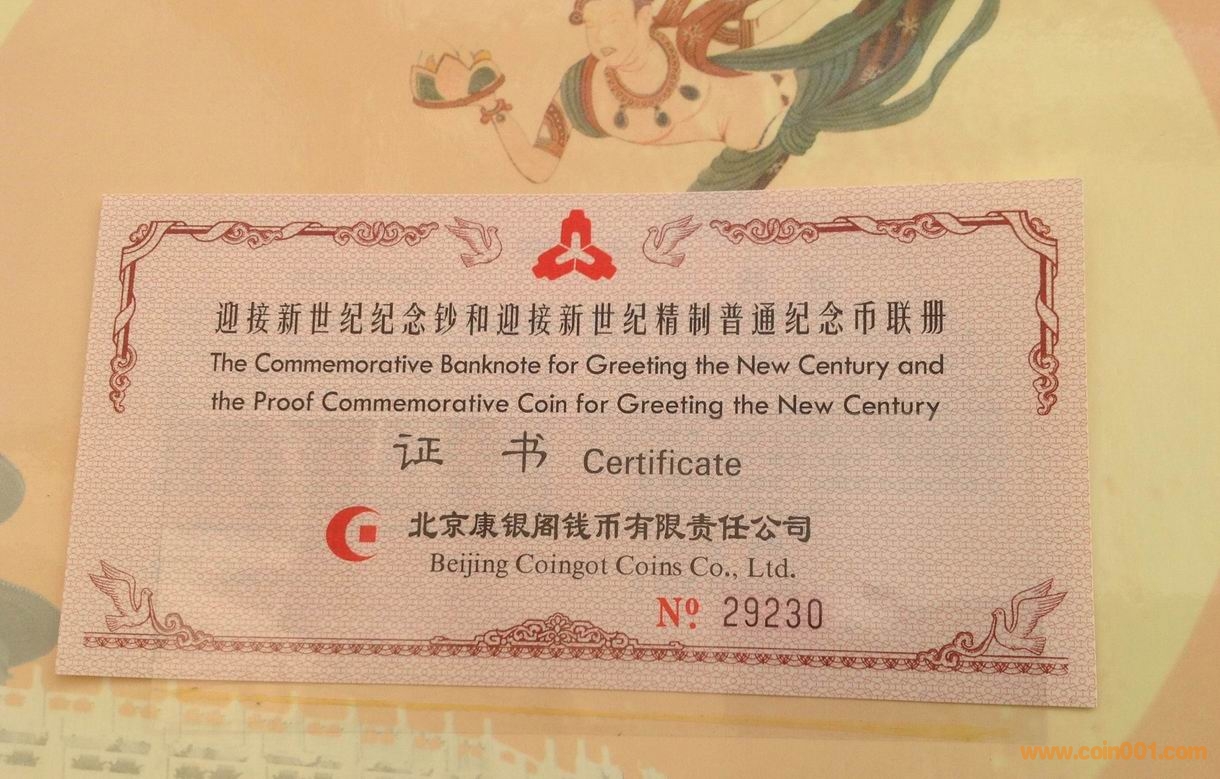 迎接新世纪纪念钞和迎接新世纪精制普通纪念币联册
The Commemorative Banknote for Greeting the New Century and
the Proof Commemorative Coin for Greeting the New Century
证 书 Certificate
北京康银阁钱币有限责任公司
Beijing Coingot Coins Co., Ltd.
Nº. 29230
www.coin001.com